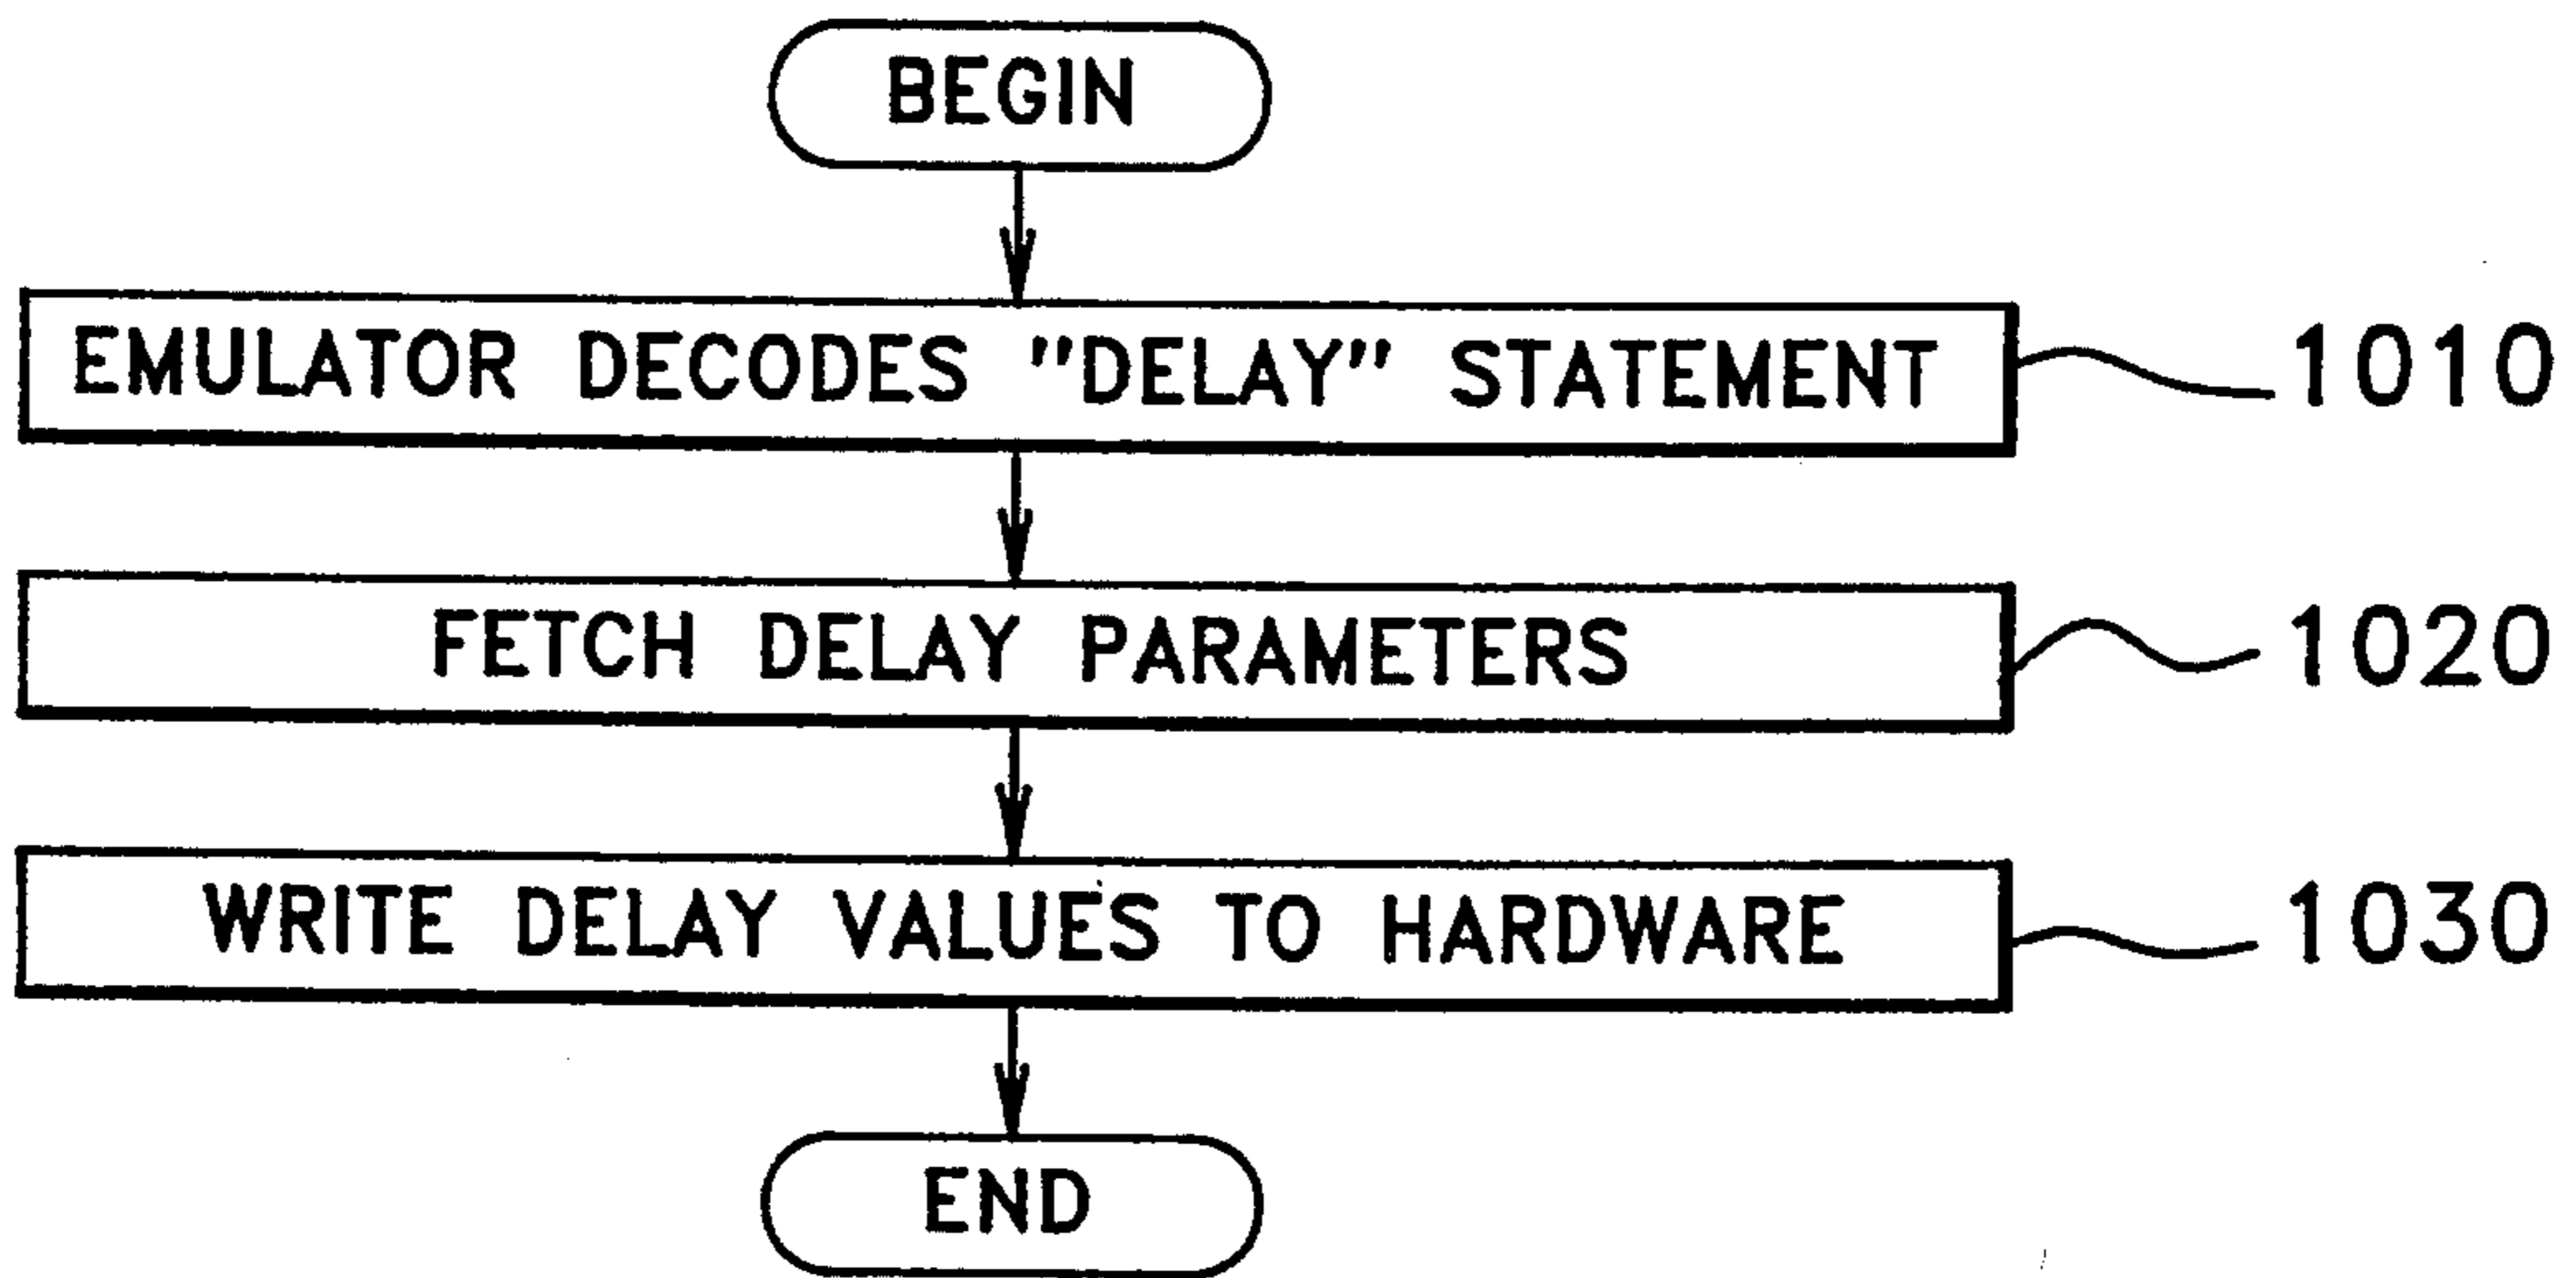 BEGIN
EMULATOR DECODES "DELAY" STATEMENT 1010
FETCH DELAY PARAMETERS 1020
WRITE DELAY VALUES TO HARDWARE 1030
END